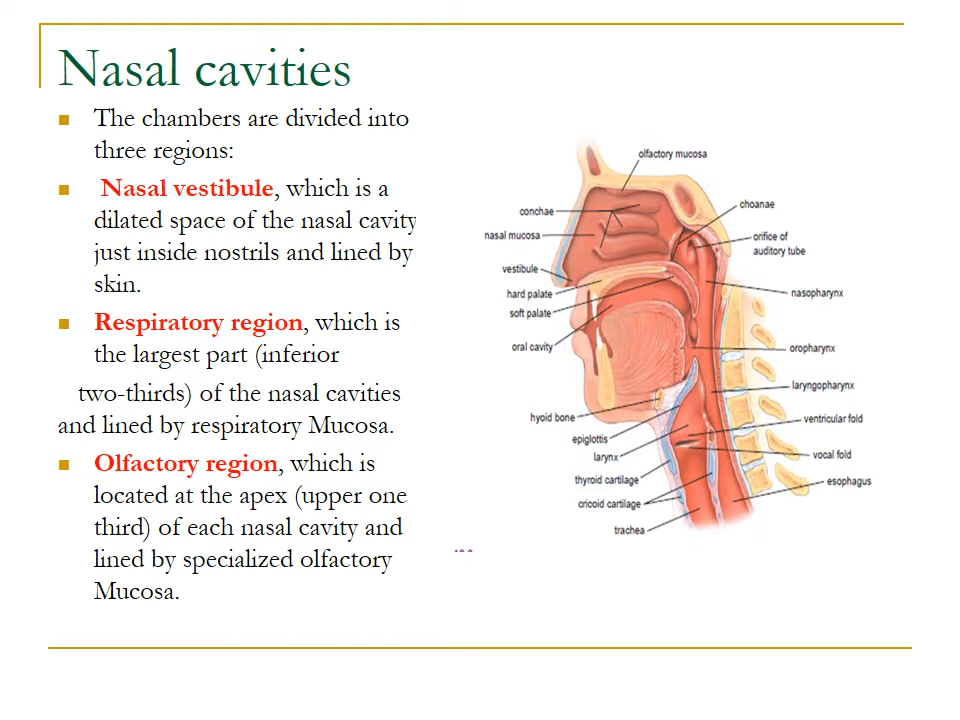 Nasal cavities
The chambers are divided into
three regions:
Nasal vestibule, which is a
dilated space of the nasal cavity
just inside nostrils and lined by
skin.
Respiratory region, which is
the largest part (inferior
two-thirds) of the nasal cavities
and lined by respiratory Mucosa.
Olfactory region, which is
located at the apex (upper one
third) of each nasal cavity and
lined by specialized olfactory
Mucosa.
olfactory mucosa
conchae
nasal mucosa
vestibule
hard palate
soft palate
oral cavity
hyoid bone
epiglottis
larynx
thyroid cartilage
cricoid cartilage
trachea
choanae
orifice of
auditory tube
nasopharynx
oropharynx
laryngopharynx
ventricular fold
vocal fold
esophagus